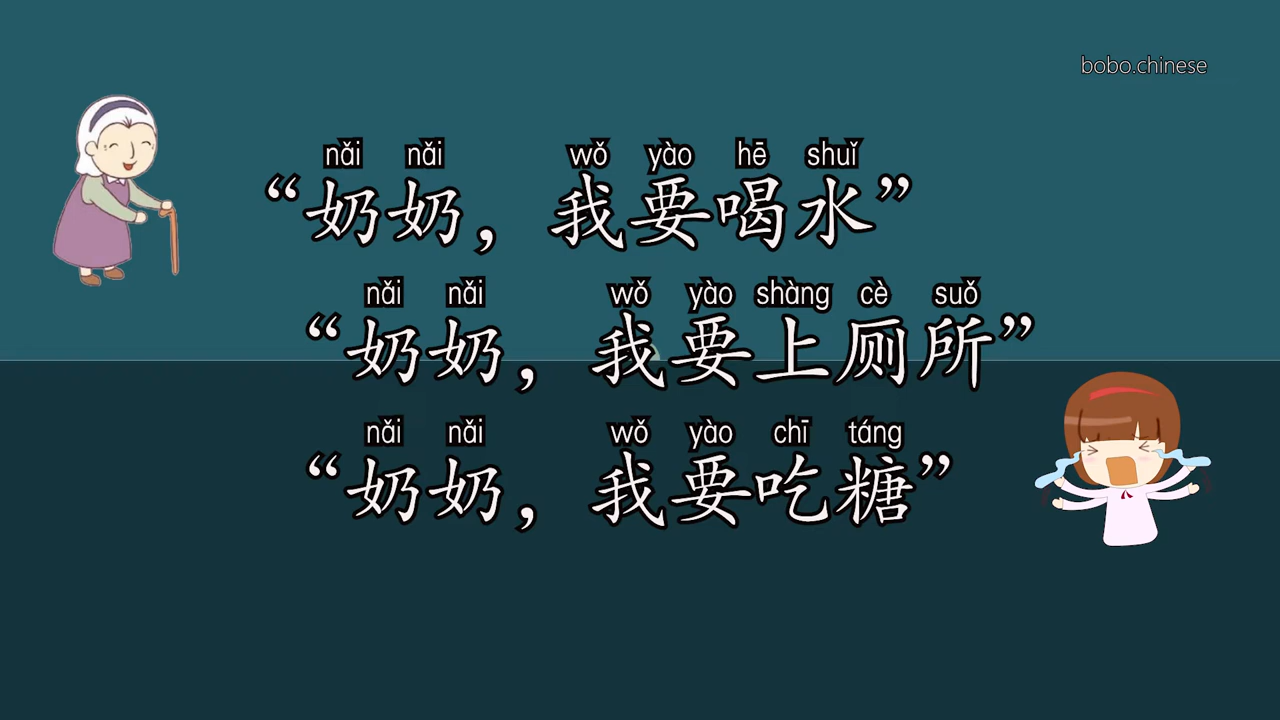 bobo.chinese
nǎi nǎi wǒ yào hē shuǐ
“奶奶，我要喝水”
nǎi nǎi wǒ yào shàng cè suǒ
“奶奶，我要上厕所”
nǎi nǎi wǒ yào chī táng
“奶奶，我要吃糖”